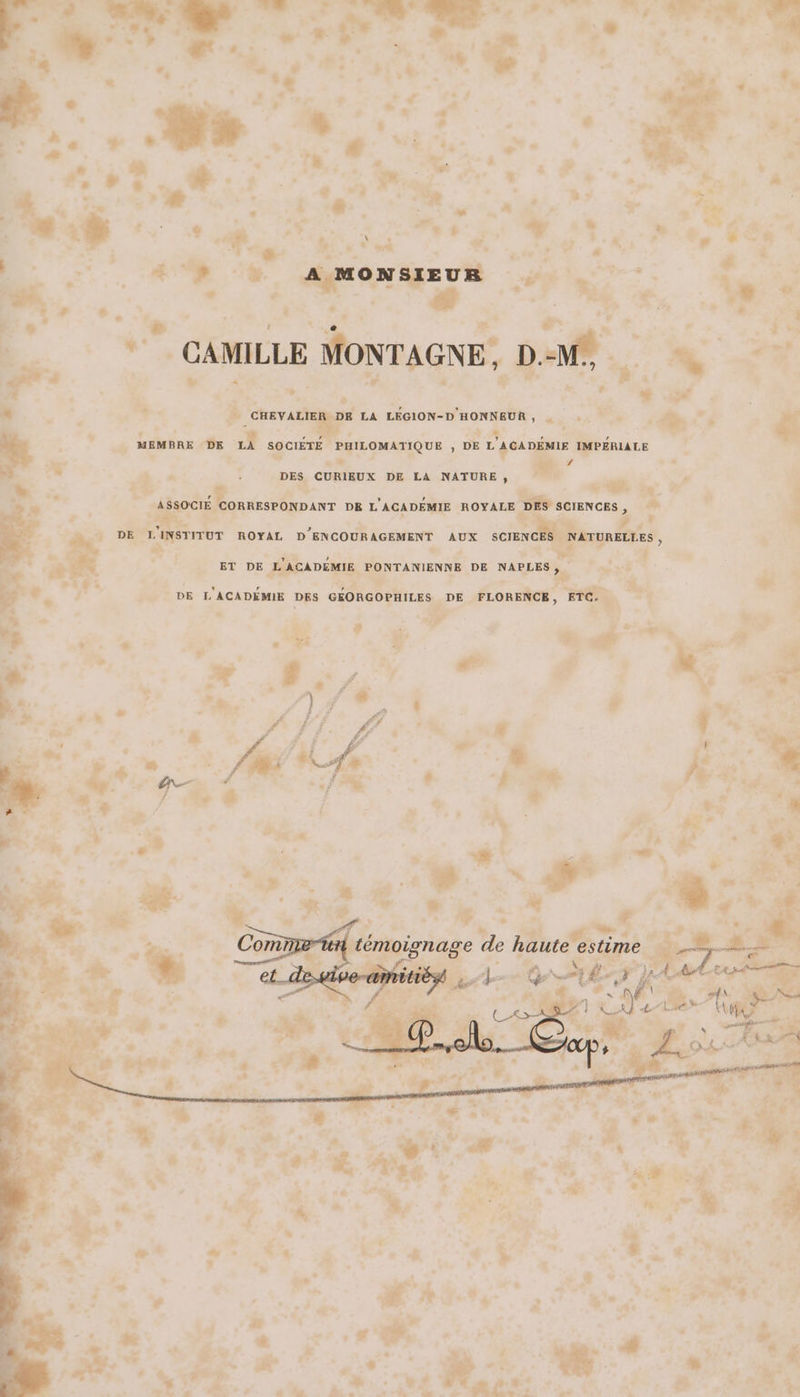 A MONSIEUR
CAMILLE MONTAGNE, D.-M.,
CHEVALIER DE LA LÉGION-D'HONNEUR,
MEMBRE DE LA SOCIÉTÉ PHILOMATIQUE , DE L'ACADÉMIE IMPÉRIALE
DES CURIEUX DE LA NATURE,
ASSOCIÉ CORRESPONDANT DE L'ACADÉMIE ROYALE DES SCIENCES,
DE L'INSTITUT ROYAL D'ENCOURAGEMENT AUX SCIENCES NATURELLES,
ET DE L'ACADÉMIE PONTANIENNE DE NAPLES,
DE L'ACADÉMIE DES GÉORGOPHILES DE FLORENCE, ETC.
Comme un témoignage de haute estime
et de vive amitié,
Cap,